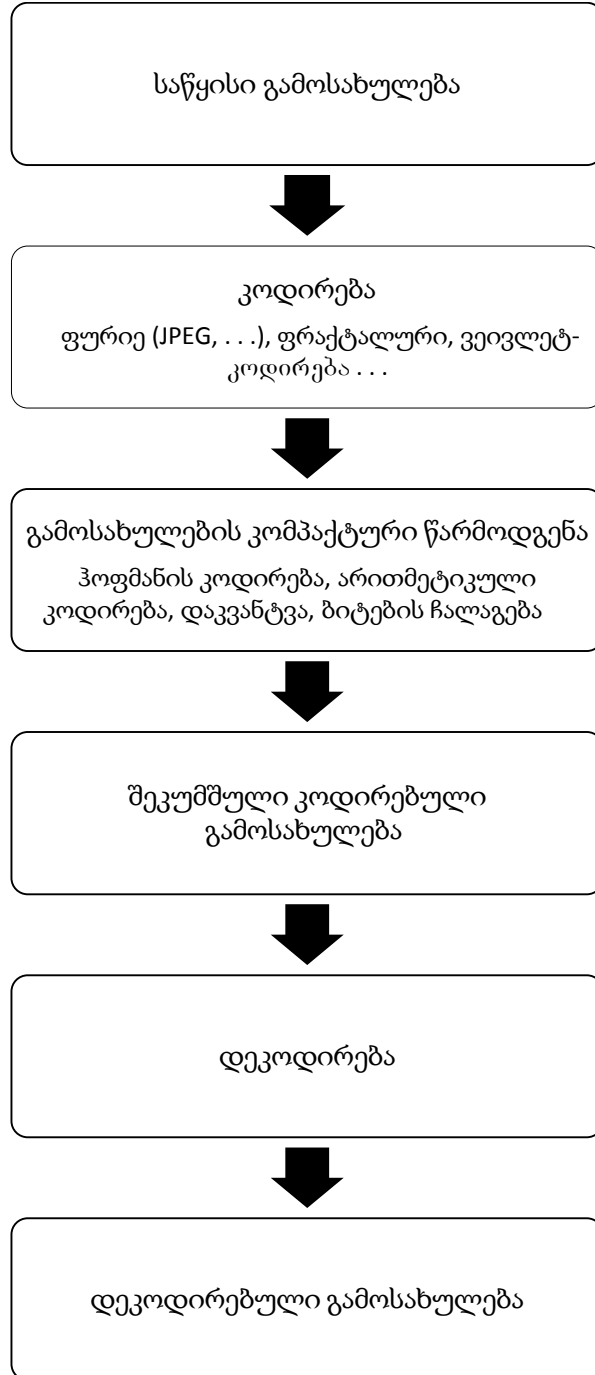 საწყისი გამოსახულება
კოდირება
ფურიე (JPEG, . . .), ფრაქტალური, ვეივლეტ-
კოდირება . . .
გამოსახულების კომპაქტური წარმოდგენა
ჰოფმანის კოდირება, არითმეტიკული
კოდირება, დაკვანტვა, ბიტების ჩალაგება
შეკუმშული კოდირებული
გამოსახულება
დეკოდირება
დეკოდირებული გამოსახულება